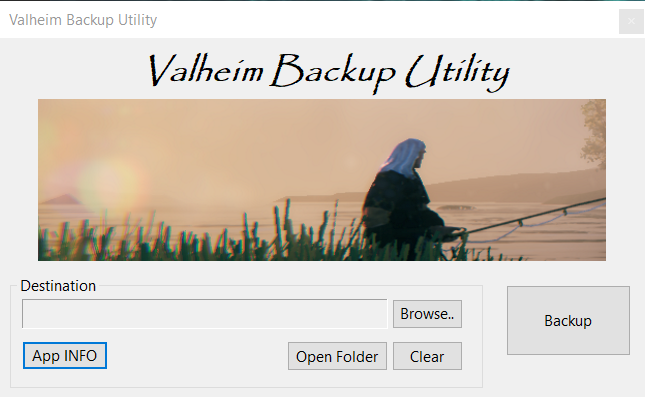 Valheim Backup Utility
Valheim Backup Utility
Destination
Browse..
Backup
App INFO
Open Folder
Clear